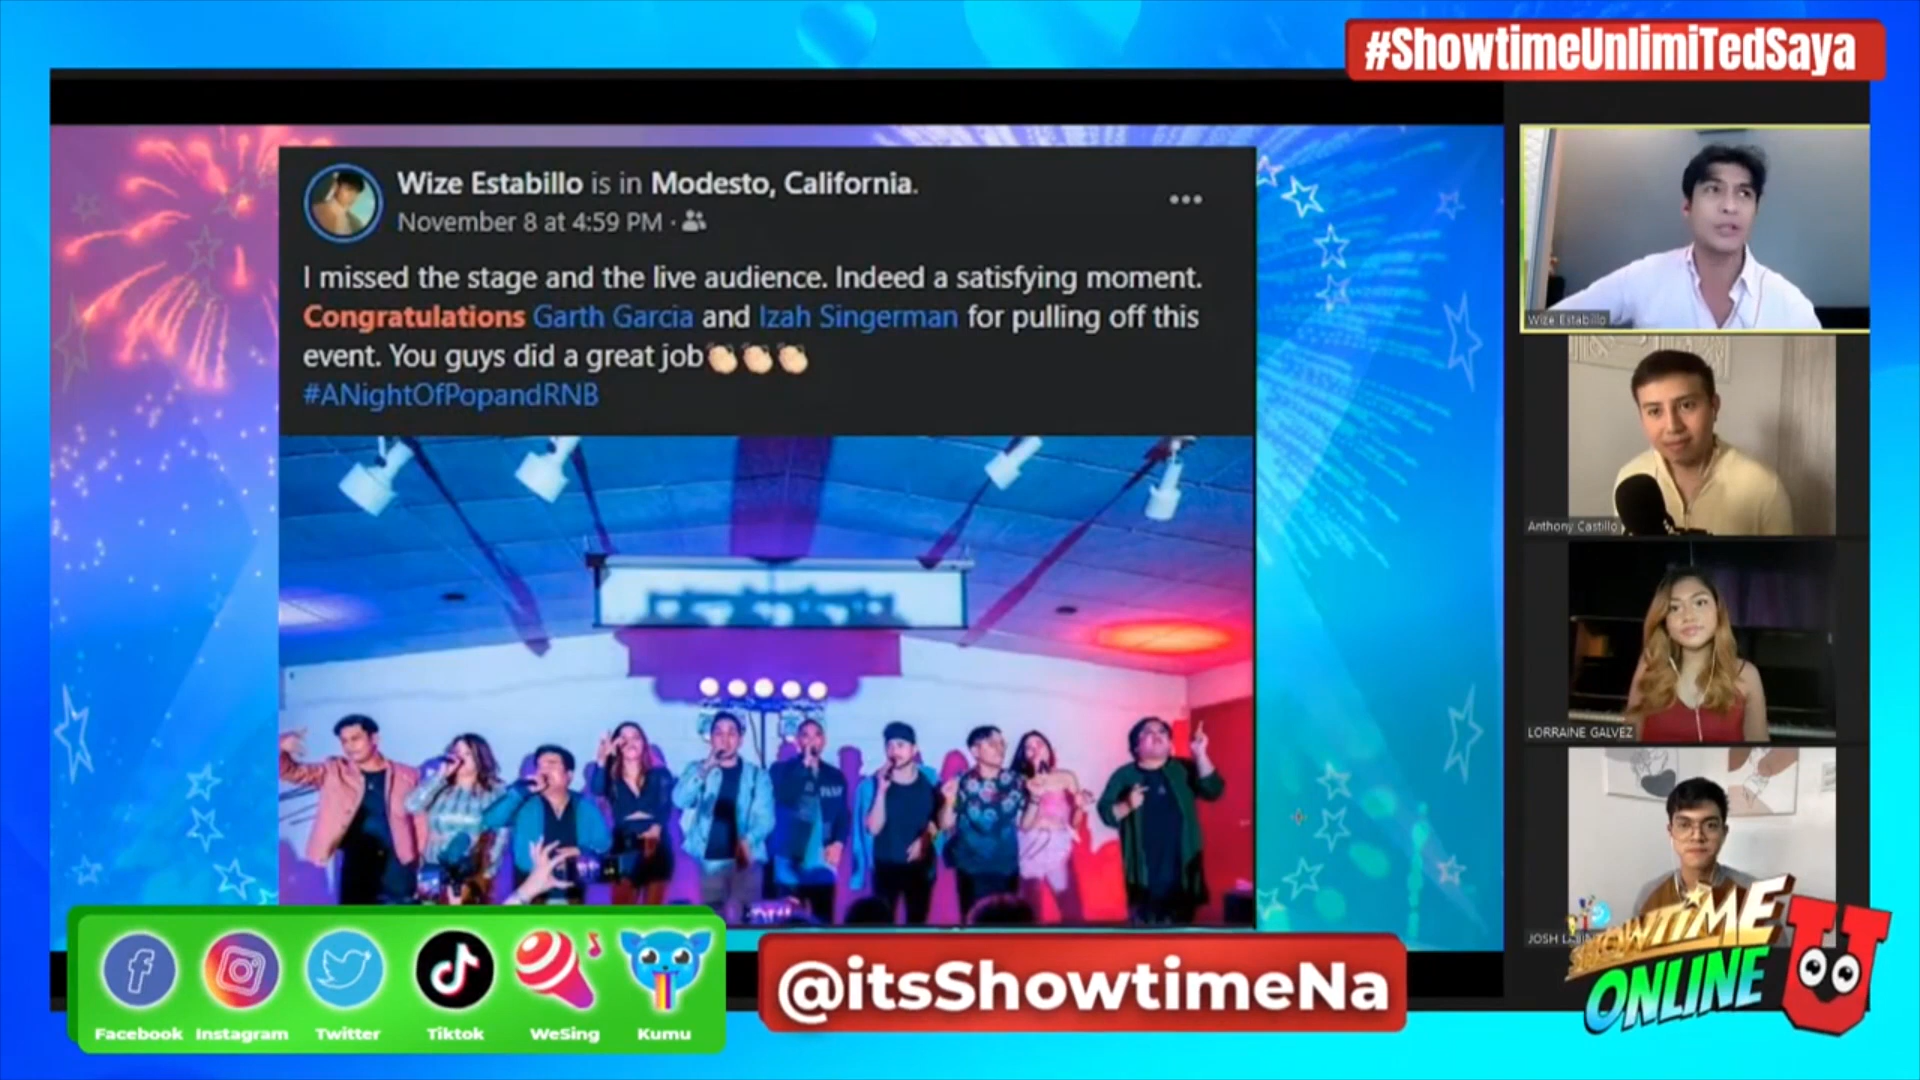 #ShowtimeUnlimiTedSaya
Wize Estabillo is in Modesto, California.
November 8 at 4:59 PM ·
I missed the stage and the live audience. Indeed a satisfying moment.
Congratulations Garth Garcia and Izah Singerman for pulling off this
event. You guys did a great job👏🏻👏🏻👏🏻
#ANightOfPopandRNB
Wize Estabillo
Anthony Castillo
LORRAINE GALVEZ
JOSH
Facebook Instagram Twitter Tiktok WeSing Kumu
@itsShowtimeNa
SHOWTIME
ONLINE U